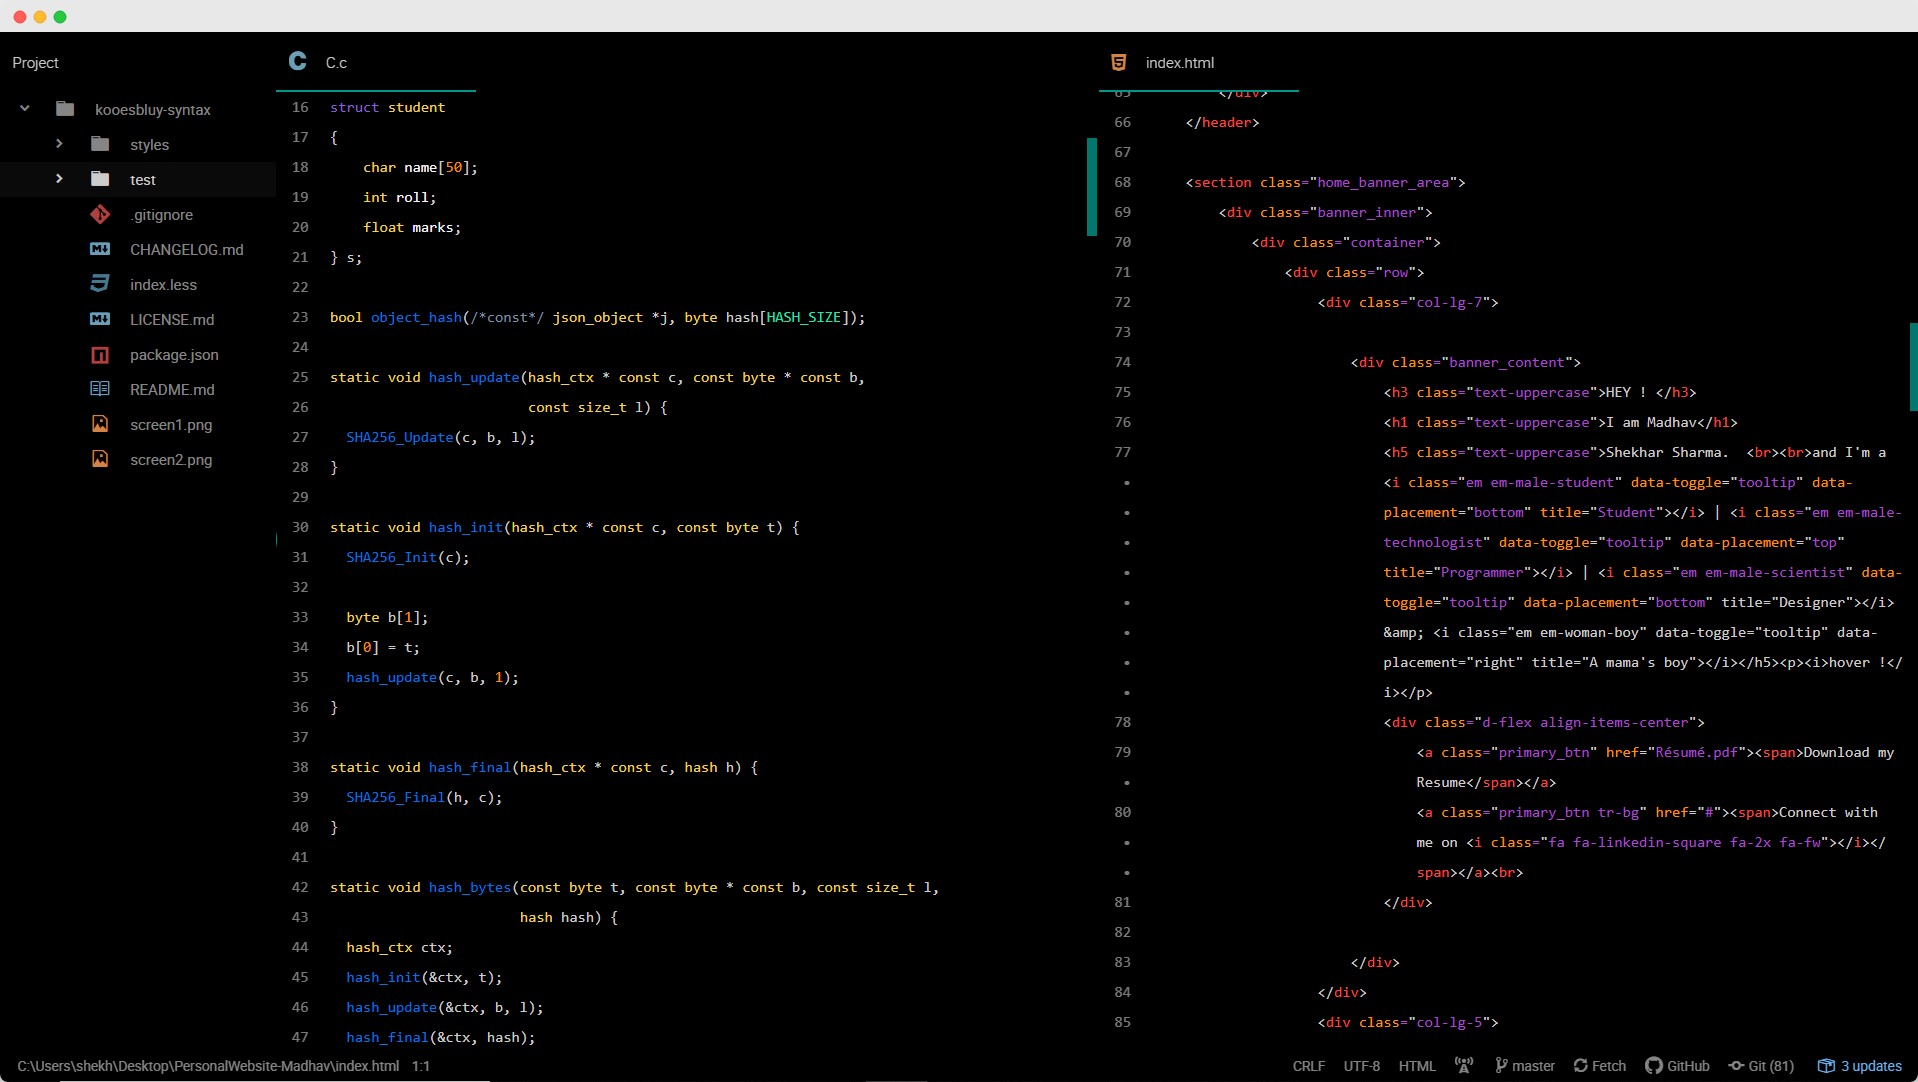 Project
kooesbluy-syntax
styles
test
.gitignore
CHANGELOG.md
index.less
LICENSE.md
package.json
README.md
screen1.png
screen2.png
C.c
16 struct student
17 {
18     char name[50];
19     int roll;
20     float marks;
21 } s;
22
23 bool object_hash(/*const*/ json_object *j, byte hash[HASH_SIZE]);
24
25 static void hash_update(hash_ctx * const c, const byte * const b,
26                         const size_t l) {
27   SHA256_Update(c, b, l);
28 }
29
30 static void hash_init(hash_ctx * const c, const byte t) {
31   SHA256_Init(c);
32
33   byte b[1];
34   b[0] = t;
35   hash_update(c, b, 1);
36 }
37
38 static void hash_final(hash_ctx * const c, hash h) {
39   SHA256_Final(h, c);
40 }
41
42 static void hash_bytes(const byte t, const byte * const b, const size_t l,
43                        hash hash) {
44   hash_ctx ctx;
45   hash_init(&ctx, t);
46   hash_update(&ctx, b, l);
47   hash_final(&ctx, hash);
index.html
65         </div>
66     </header>
67
68     <section class="home_banner_area">
69         <div class="banner_inner">
70             <div class="container">
71                 <div class="row">
72                     <div class="col-lg-7">
73
74                         <div class="banner_content">
75                             <h3 class="text-uppercase">HEY ! </h3>
76                             <h1 class="text-uppercase">I am Madhav</h1>
77                             <h5 class="text-uppercase">Shekhar Sharma.  <br><br>and I'm a
•                             <i class="em em-male-student" data-toggle="tooltip" data-
•                             placement="bottom" title="Student"></i> | <i class="em em-male-
•                             technologist" data-toggle="tooltip" data-placement="top"
•                             title="Programmer"></i> | <i class="em em-male-scientist" data-
•                             toggle="tooltip" data-placement="bottom" title="Designer"></i>
•                             &amp; <i class="em em-woman-boy" data-toggle="tooltip" data-
•                             placement="right" title="A mama's boy"></i></h5><p><i>hover !</
•                             i></p>
78                             <div class="d-flex align-items-center">
79                                 <a class="primary_btn" href="Résumé.pdf"><span>Download my
•                                 Resume</span></a>
80                                 <a class="primary_btn tr-bg" href="#"><span>Connect with
•                                 me on <i class="fa fa-linkedin-square fa-2x fa-fw"></i></
•                                 span></a><br>
81                             </div>
82
83                         </div>
84                     </div>
85                     <div class="col-lg-5">
C:\Users\shekh\Desktop\PersonalWebsite-Madhav\index.html 1:1
CRLF UTF-8 HTML master Fetch GitHub Git (81) 3 updates